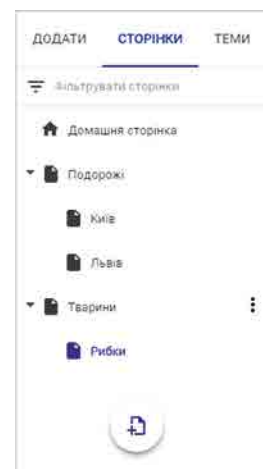 ДОДАТИ СТОРІНКИ ТЕМИ
Фільтрувати сторінки
Домашня сторінка
Подорожі
Київ
Львів
Тварини
Рибки